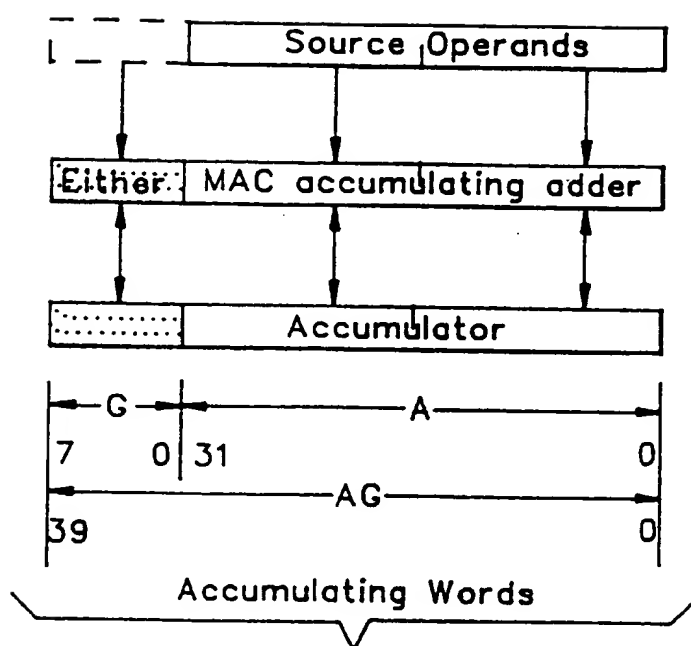 Source Operands
Either MAC accumulating adder
Accumulator
G A
7 0 31 0
AG
39 0
Accumulating Words